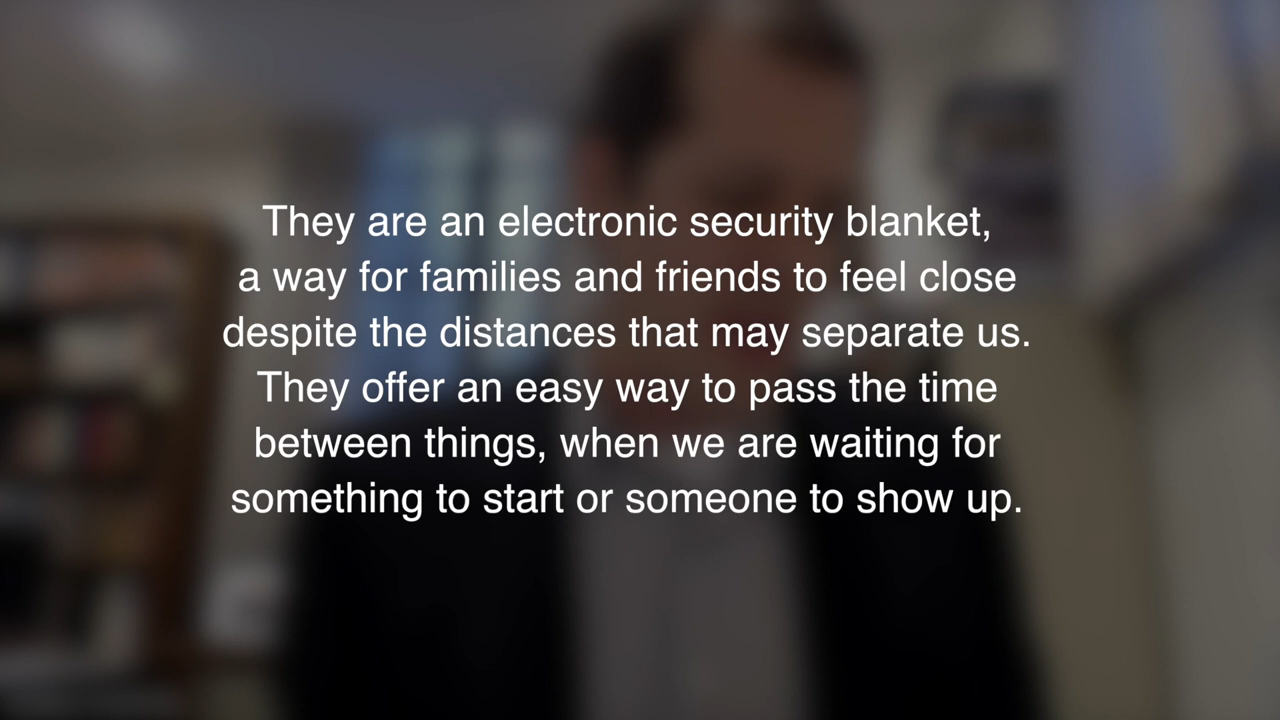 They are an electronic security blanket,
a way for families and friends to feel close
despite the distances that may separate us.
They offer an easy way to pass the time
between things, when we are waiting for
something to start or someone to show up.